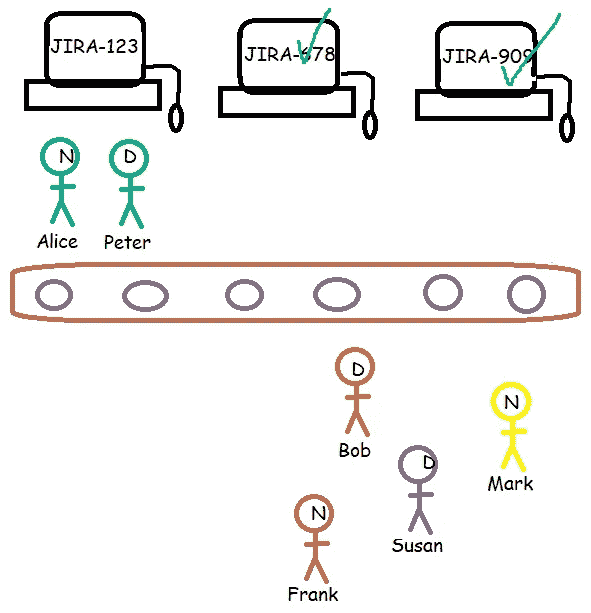 JIRA-123
JIRA-678
JIRA-909
N
D
Alice
Peter
D
Bob
N
Mark
D
Susan
N
Frank